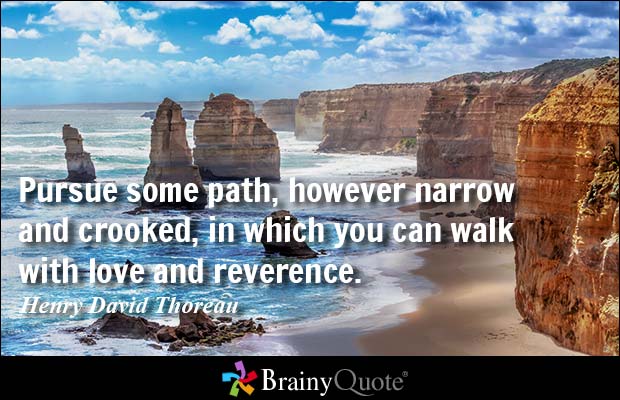 Pursue some path, however narrow
and crooked, in which you can walk
with love and reverence.
Henry David Thoreau
BrainyQuote®